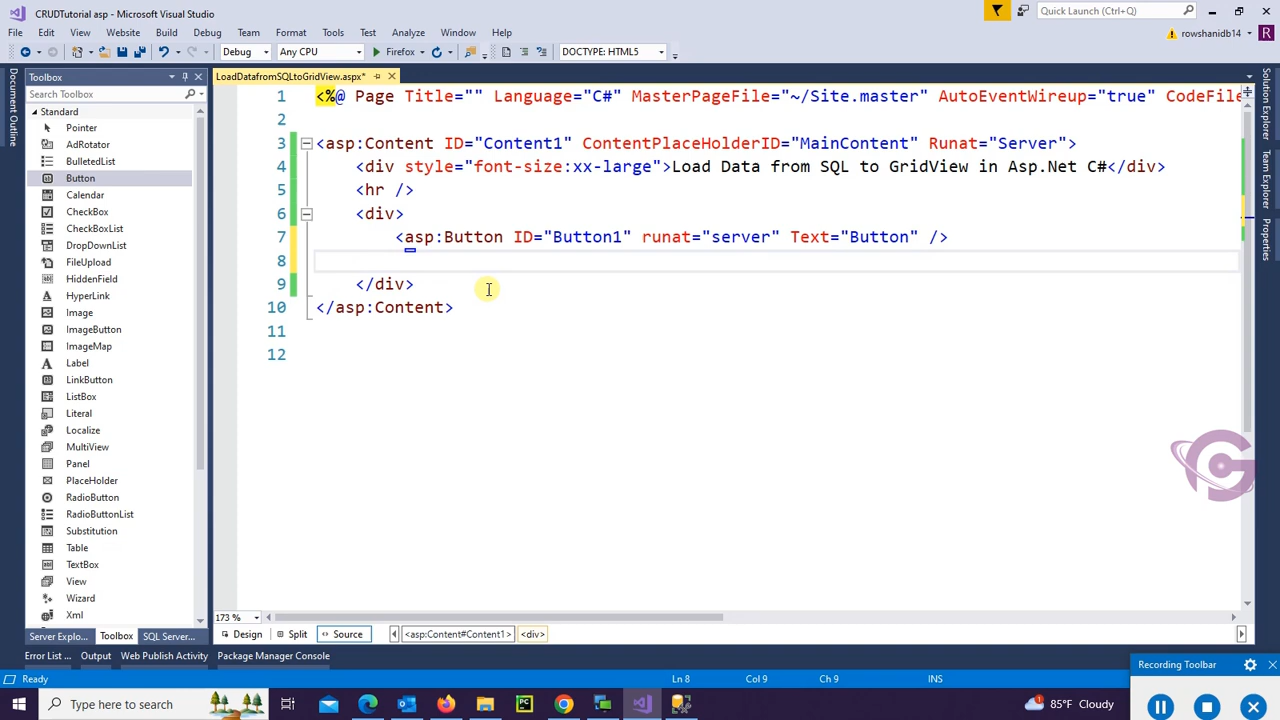 CRUDTutorial asp - Microsoft Visual Studio
Quick Launch (Ctrl+Q)
File Edit View Website Build Debug Team Format Table Tools Test Analyze Window Help
rowshanidb14 R
Debug Any CPU Firefox DOCTYPE: HTML5
Document Outline
Toolbox
LoadDatafromSQLtoGridView.aspx*
Search Toolbox
Standard
Pointer
AdRotator
BulletedList
Button
Calendar
CheckBox
CheckBoxList
DropDownList
FileUpload
HiddenField
HyperLink
Image
ImageButton
ImageMap
Label
LinkButton
ListBox
Literal
Localize
MultiView
Panel
PlaceHolder
RadioButton
RadioButtonList
Substitution
Table
TextBox
View
Wizard
Xml
1 <%@ Page Title="" Language="C#" MasterPageFile="~/Site.master" AutoEventWireup="true" CodeFile
2
3 <asp:Content ID="Content1" ContentPlaceHolderID="MainContent" Runat="Server">
4 <div style="font-size:xx-large">Load Data from SQL to GridView in Asp.Net C#</div>
5 <hr />
6 <div>
7 <asp:Button ID="Button1" runat="server" Text="Button" />
8
9 </div>
10 </asp:Content>
11
12
Solution Explorer
Team Explorer
Properties
173 %
Server Explo... Toolbox SQL Server...
Design Split Source <asp:Content#Content1> <div>
Error List ... Output Web Publish Activity Package Manager Console
Ready Ln 8 Col 9 Ch 9 INS
Recording Toolbar
Type here to search
PC
1
85°F Cloudy